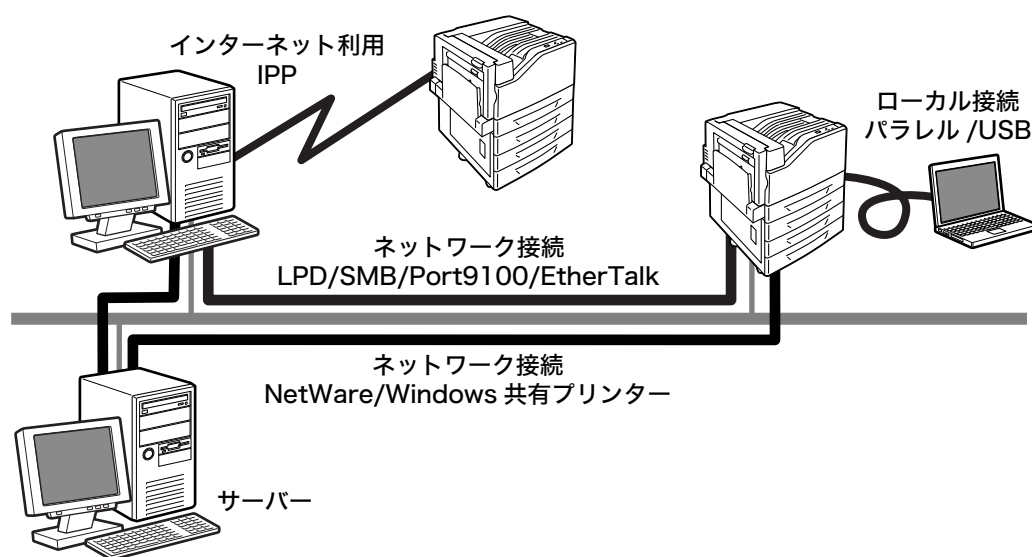 インターネット利用
IPP
ローカル接続
パラレル /USB
ネットワーク接続
LPD/SMB/Port9100/EtherTalk
ネットワーク接続
NetWare/Windows 共有プリンター
サーバー